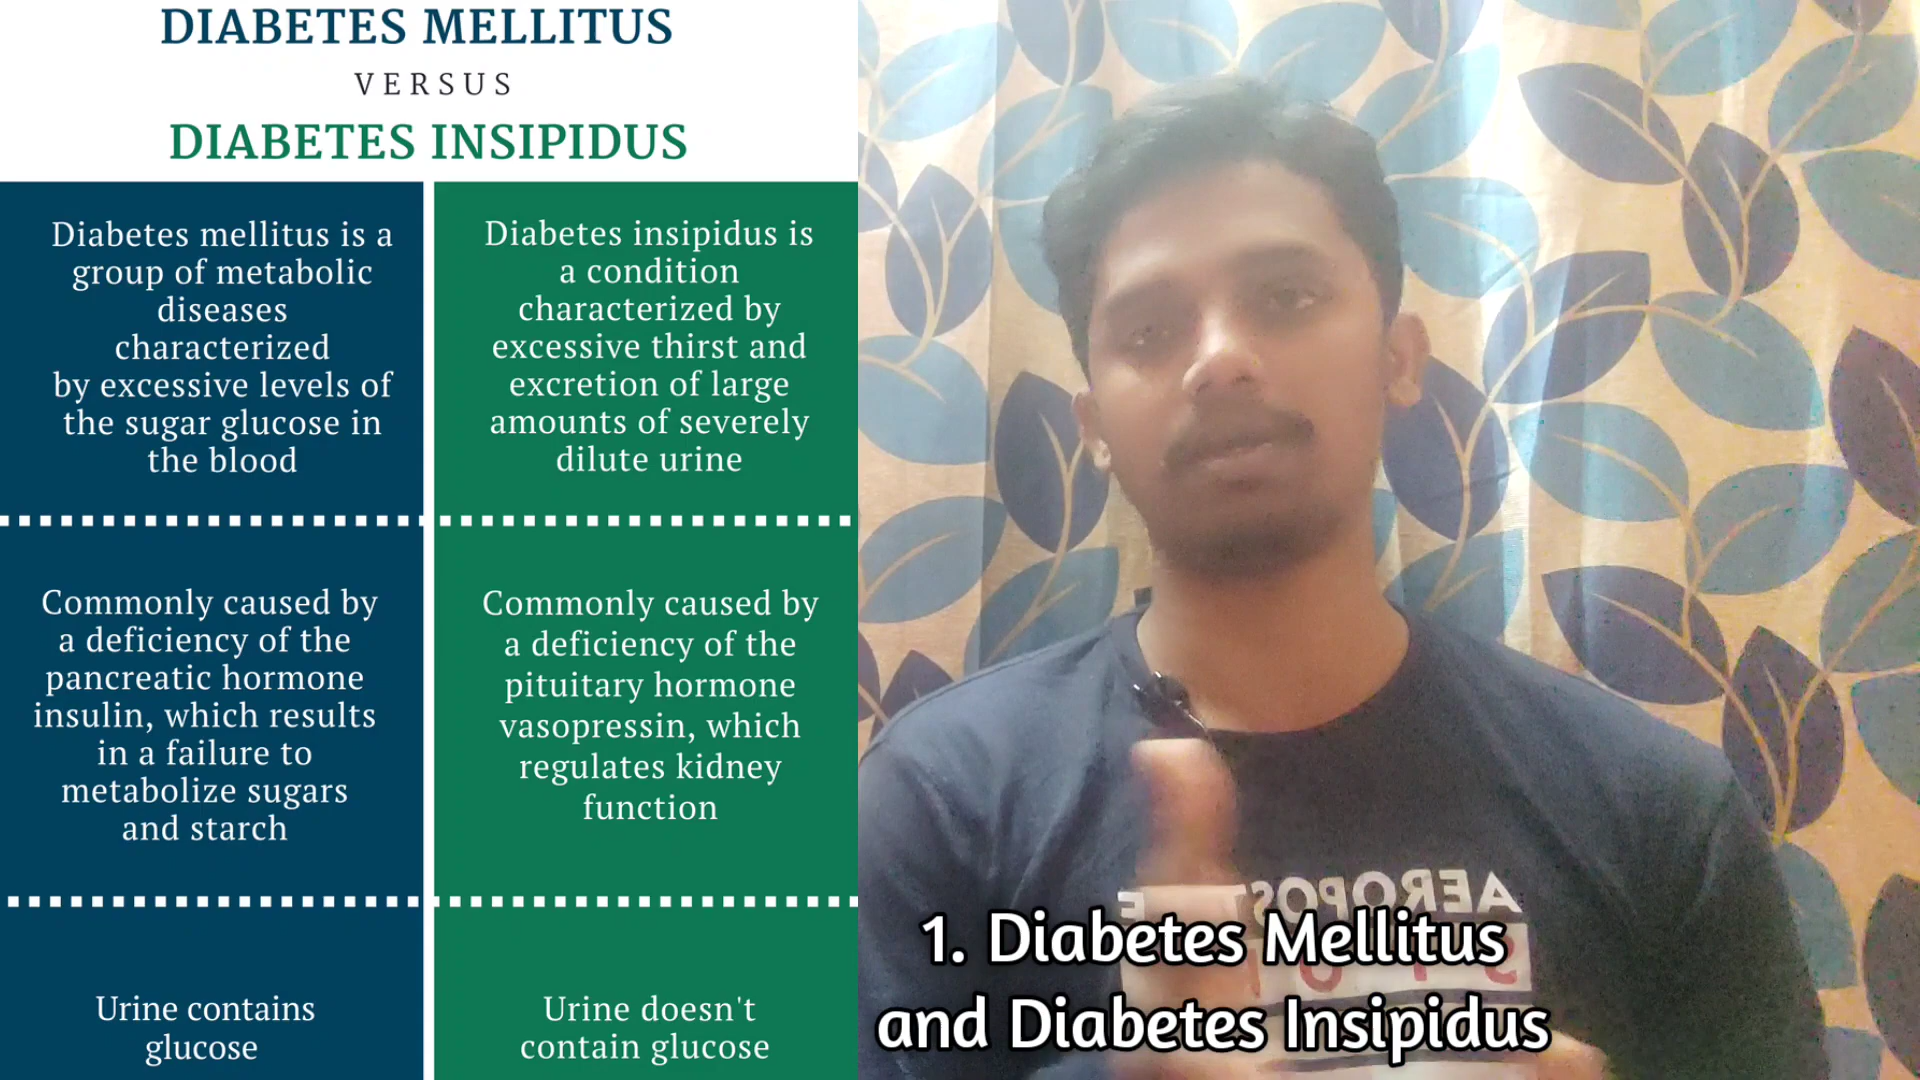 DIABETES MELLITUS
VERSUS
DIABETES INSIPIDUS
Diabetes mellitus is a
group of metabolic
diseases
characterized
by excessive levels of
the sugar glucose in
the blood
Diabetes insipidus is
a condition
characterized by
excessive thirst and
excretion of large
amounts of severely
dilute urine
Commonly caused by
a deficiency of the
pancreatic hormone
insulin, which results
in a failure to
metabolize sugars
and starch
Commonly caused by
a deficiency of the
pituitary hormone
vasopressin, which
regulates kidney
function
Urine contains
glucose
Urine doesn't
contain glucose
1. Diabetes Mellitus
and Diabetes Insipidus